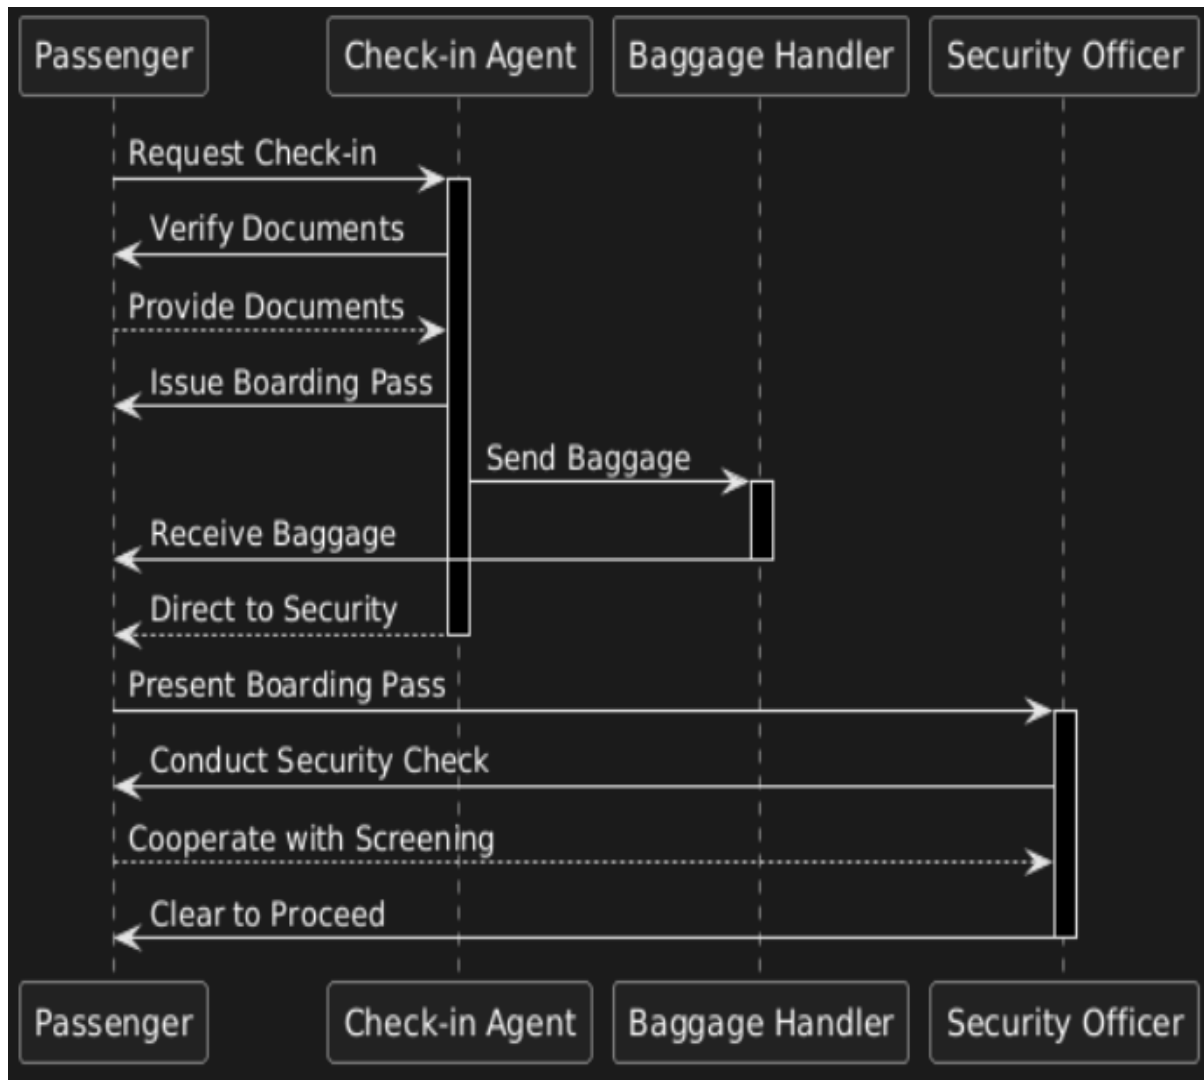 Passenger
Check-in Agent
Baggage Handler
Security Officer
Request Check-in
Verify Documents
Provide Documents
Issue Boarding Pass
Send Baggage
Receive Baggage
Direct to Security
Present Boarding Pass
Conduct Security Check
Cooperate with Screening
Clear to Proceed
Passenger
Check-in Agent
Baggage Handler
Security Officer